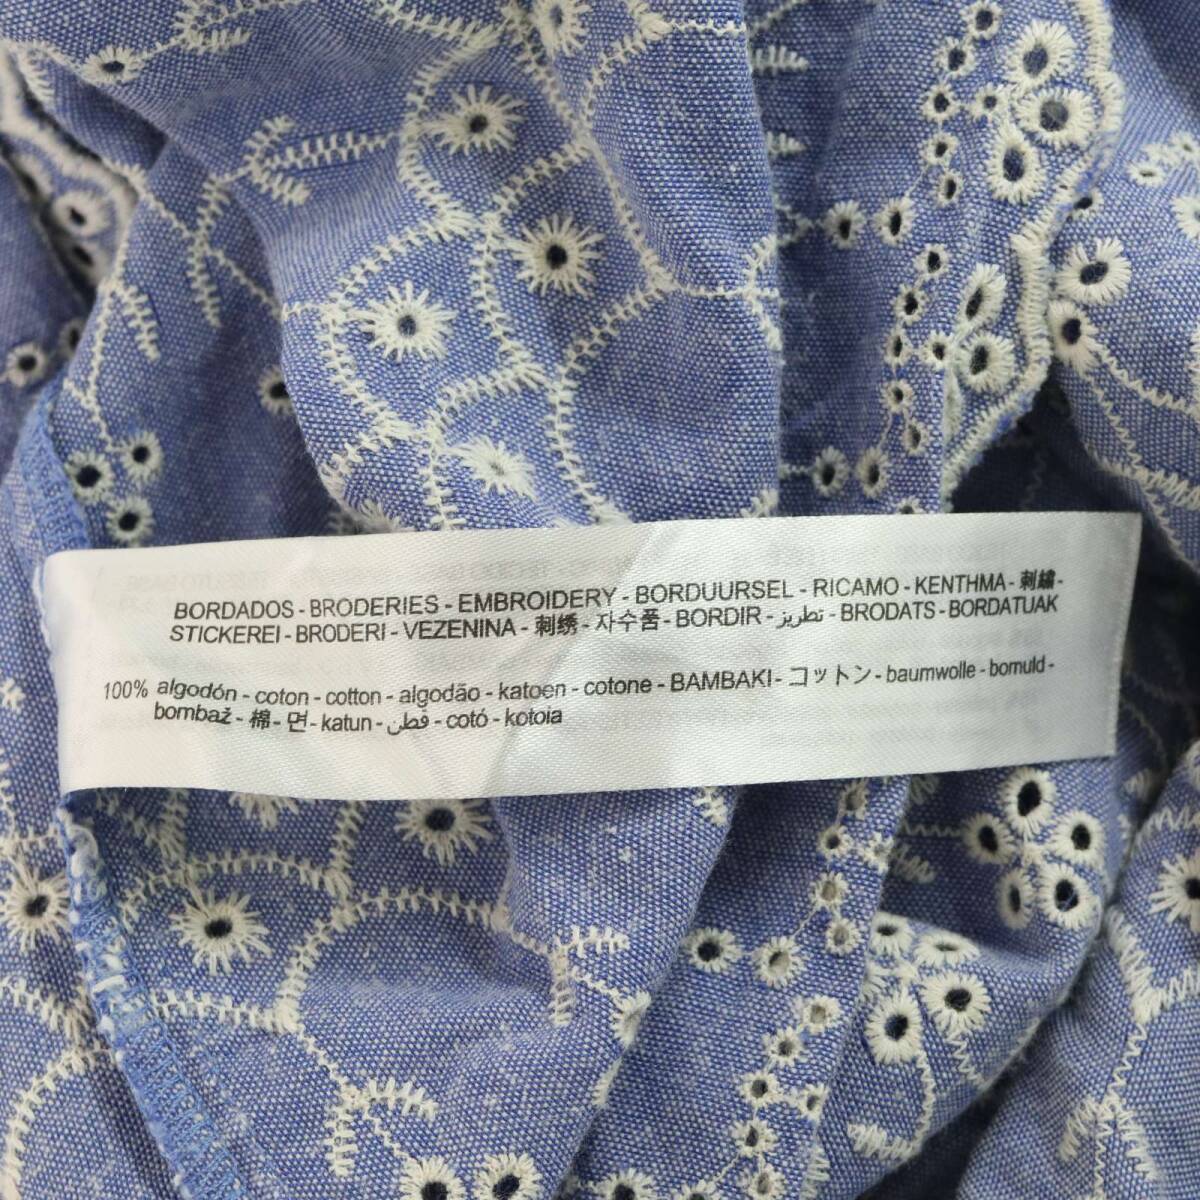 BORDADOS - BRODERIES - EMBROIDERY - BORDUURSEL - RICAMO - KENTHMA - 刺繡 -
STICKEREI - BRODERI - VEZENINA - 刺绣 - 자수품 - BORDIR - تطريز - BRODATS - BORDATUAK
100% algodón - coton - cotton - algodão - katoen - cotone - BAMBAKI - コットン - baumwolle - bomuld -
bombaž - 棉 - 면 - katun - قطن - cotó - kotoia